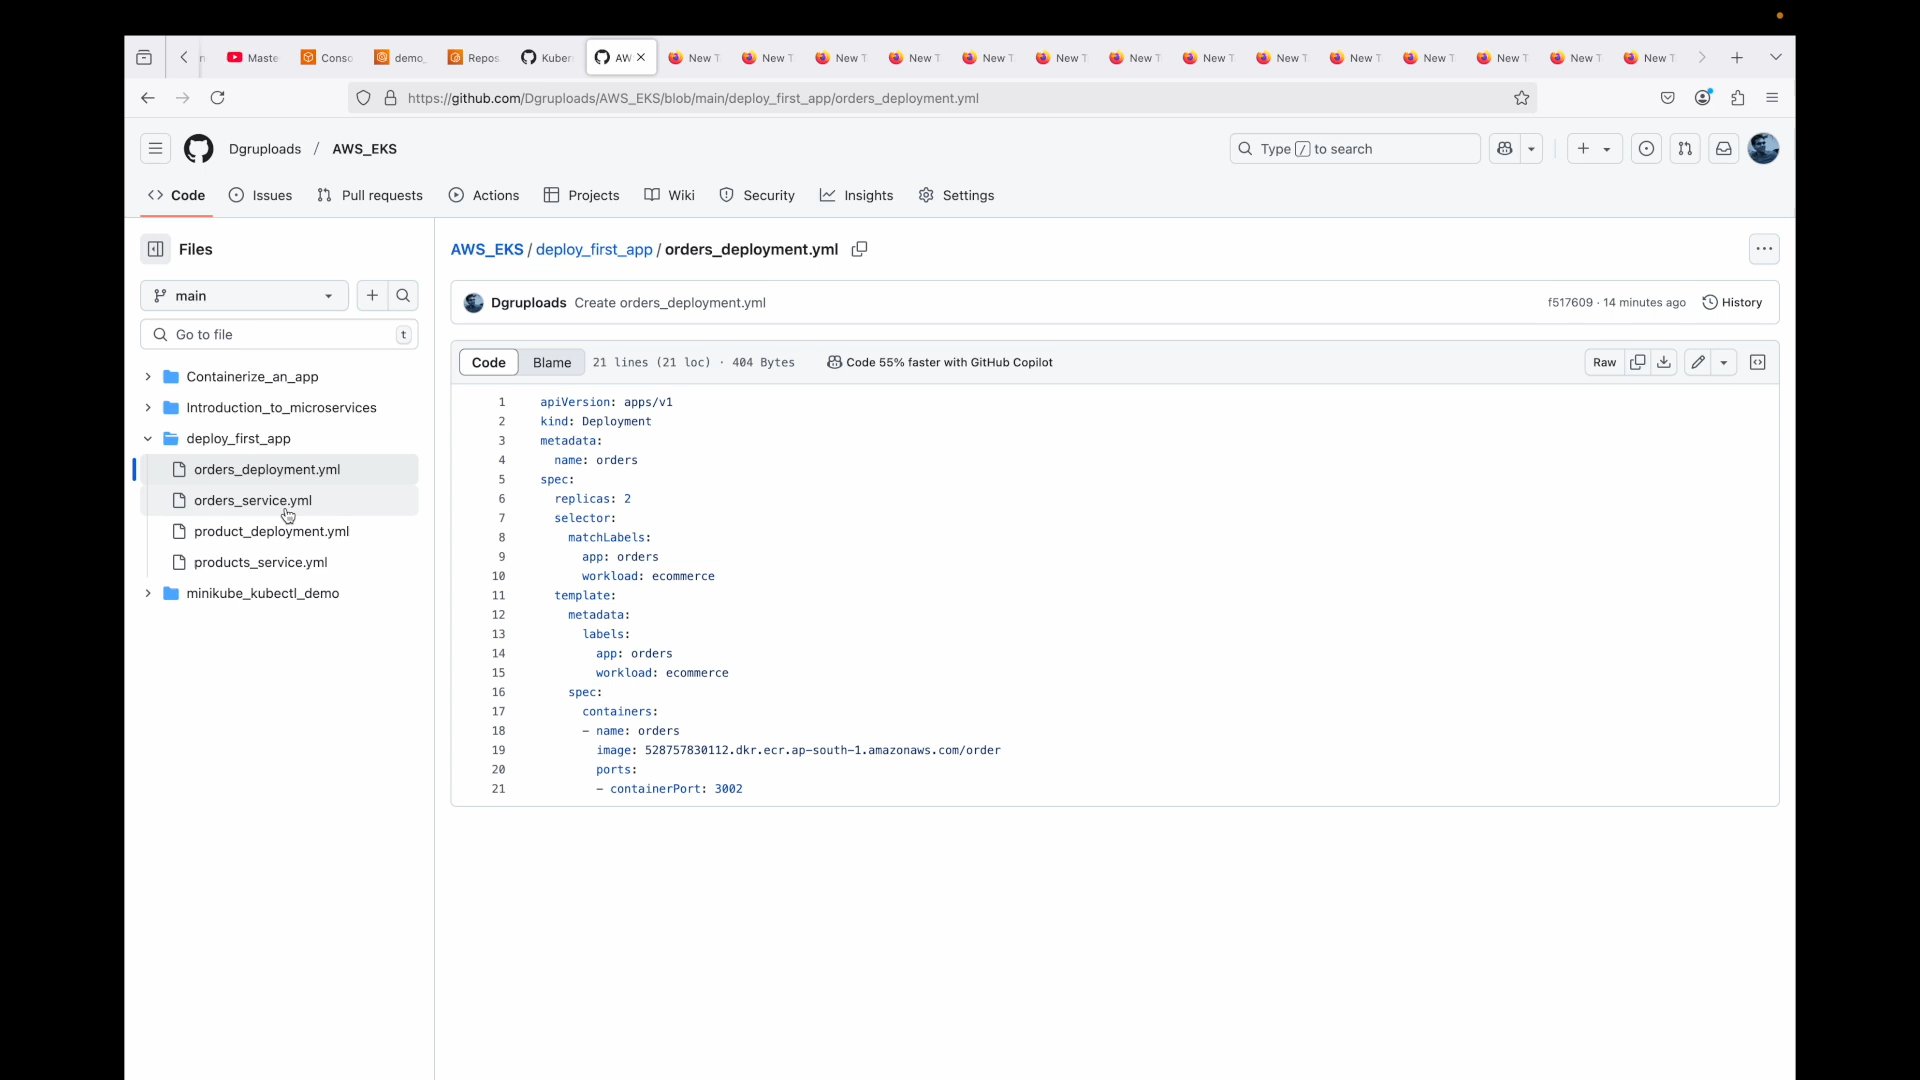 n
Maste
Conso
demo_
Repos
Kuber
AW
New T
New T
New T
New T
New T
New T
New T
New T
New T
New T
New T
New T
New T
New T
https://github.com/Dgruploads/AWS_EKS/blob/main/deploy_first_app/orders_deployment.yml
Dgruploads / AWS_EKS
Type / to search
Code
Issues
Pull requests
Actions
Projects
Wiki
Security
Insights
Settings
Files
main
Go to file
t
Containerize_an_app
Introduction_to_microservices
deploy_first_app
orders_deployment.yml
orders_service.yml
product_deployment.yml
products_service.yml
minikube_kubectl_demo
AWS_EKS / deploy_first_app / orders_deployment.yml
Dgruploads Create orders_deployment.yml
f517609 · 14 minutes ago
History
Code
Blame
21 lines (21 loc) · 404 Bytes
Code 55% faster with GitHub Copilot
Raw
1 apiVersion: apps/v1
2 kind: Deployment
3 metadata:
4   name: orders
5 spec:
6   replicas: 2
7   selector:
8     matchLabels:
9       app: orders
10       workload: ecommerce
11   template:
12     metadata:
13       labels:
14         app: orders
15         workload: ecommerce
16     spec:
17       containers:
18       - name: orders
19         image: 528757830112.dkr.ecr.ap-south-1.amazonaws.com/order
20         ports:
21         - containerPort: 3002